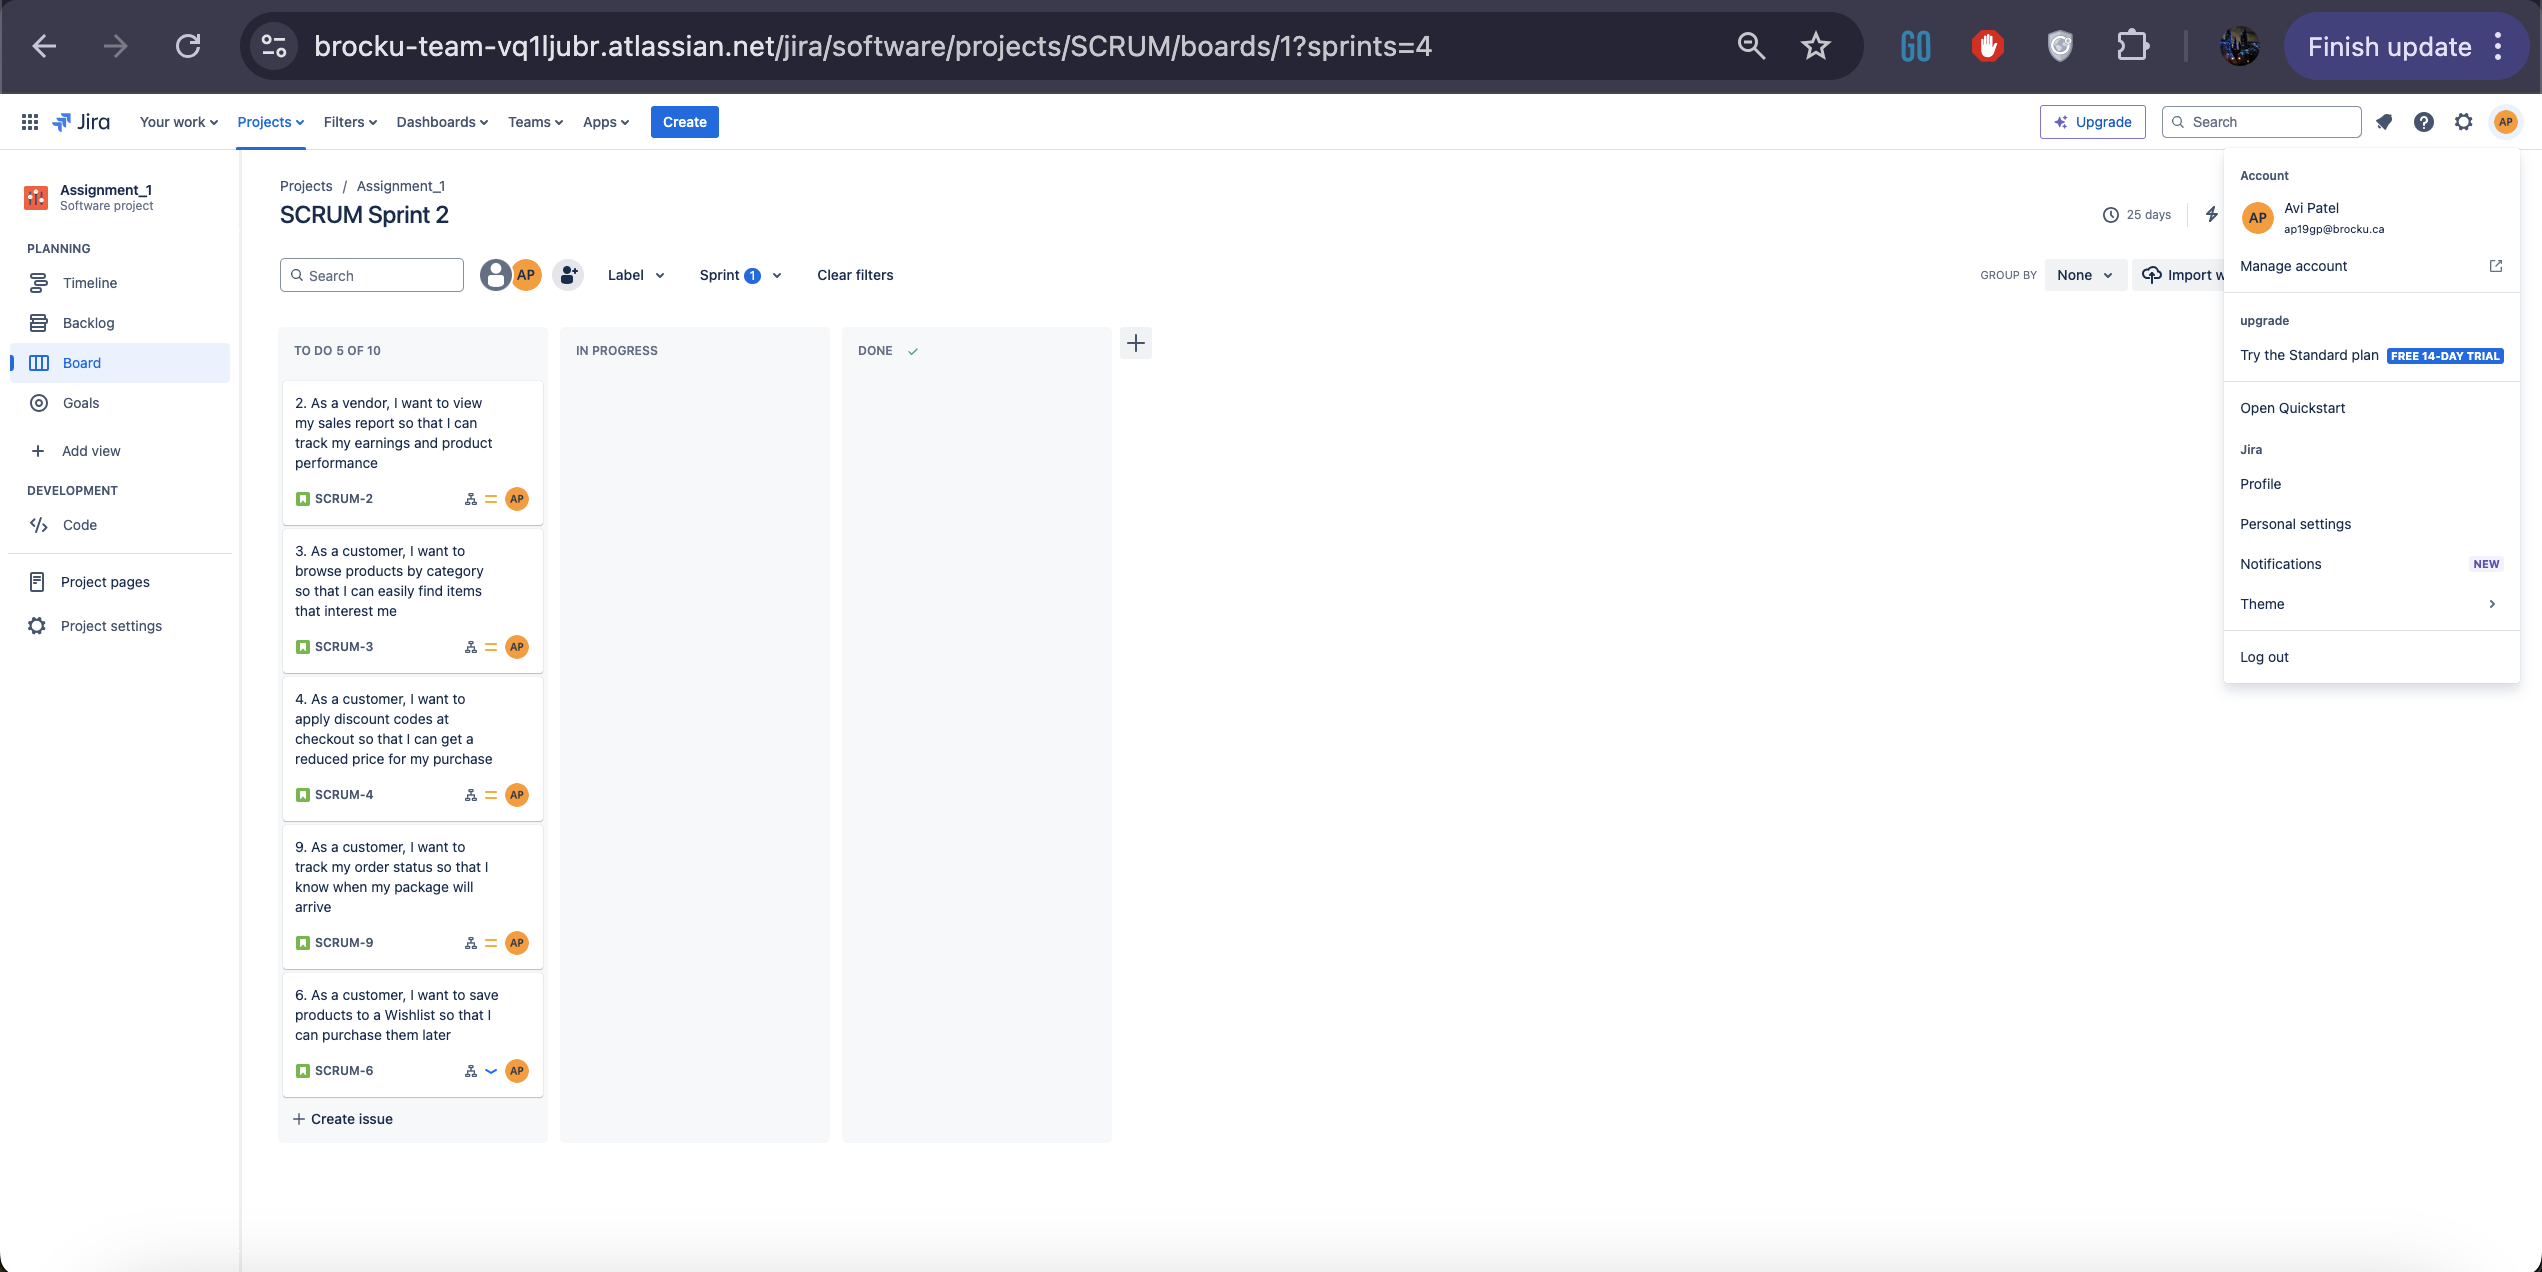 brocku-team-vq1ljubr.atlassian.net/jira/software/projects/SCRUM/boards/1?sprints=4
GO
Finish update
Jira
Your work
Projects
Filters
Dashboards
Teams
Apps
Create
Upgrade
Search
AP
Assignment_1
Software project
PLANNING
Timeline
Backlog
Board
Goals
Add view
DEVELOPMENT
Code
Project pages
Project settings
Projects / Assignment_1
SCRUM Sprint 2
25 days
Search
AP
Label
Sprint 1
Clear filters
GROUP BY
None
Import w
TO DO 5 OF 10
2. As a vendor, I want to view
my sales report so that I can
track my earnings and product
performance
SCRUM-2
AP
3. As a customer, I want to
browse products by category
so that I can easily find items
that interest me
SCRUM-3
AP
4. As a customer, I want to
apply discount codes at
checkout so that I can get a
reduced price for my purchase
SCRUM-4
AP
9. As a customer, I want to
track my order status so that I
know when my package will
arrive
SCRUM-9
AP
6. As a customer, I want to save
products to a Wishlist so that I
can purchase them later
SCRUM-6
AP
Create issue
IN PROGRESS
DONE
Account
AP
Avi Patel
ap19gp@brocku.ca
Manage account
upgrade
Try the Standard plan FREE 14-DAY TRIAL
Open Quickstart
Jira
Profile
Personal settings
Notifications NEW
Theme
Log out